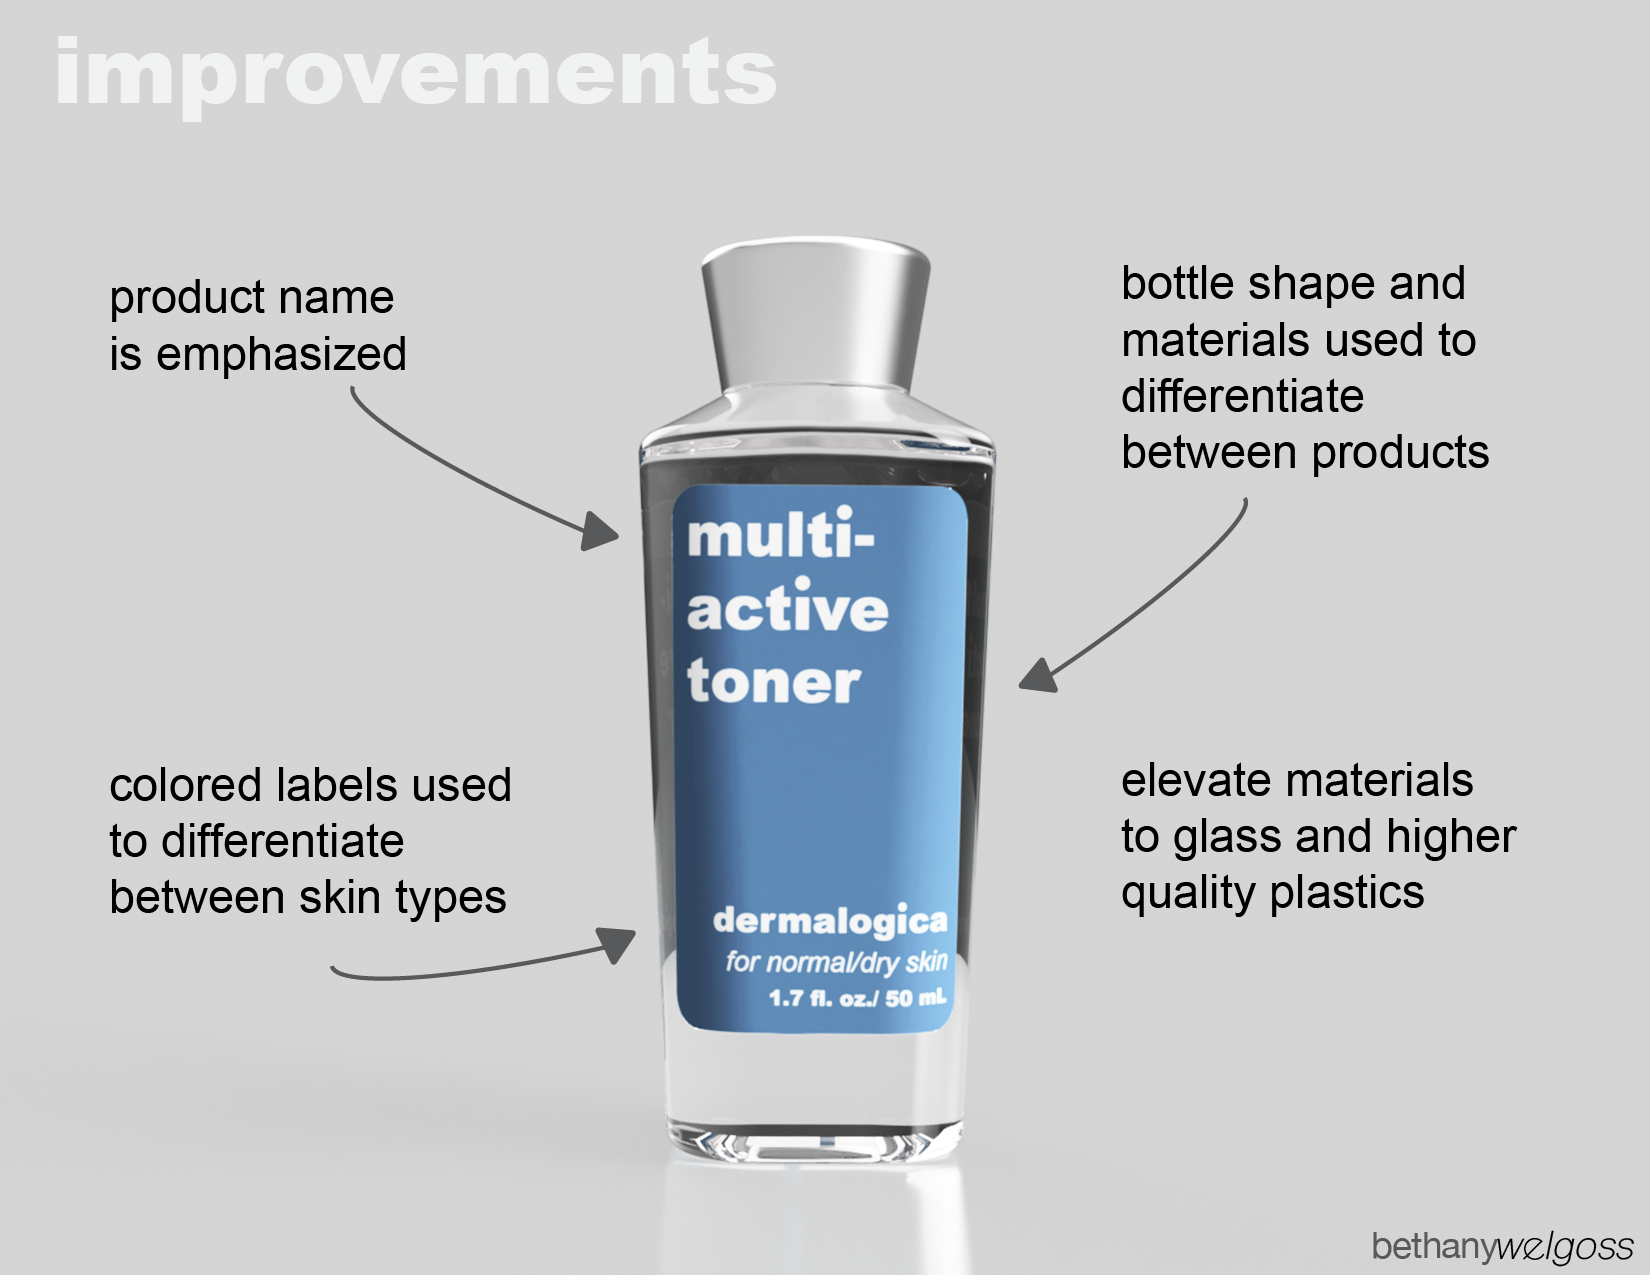 improvements
product name
is emphasized
bottle shape and
materials used to
differentiate
between products
multi-
active
toner
colored labels used
to differentiate
between skin types
elevate materials
to glass and higher
quality plastics
dermalogica
for normal/dry skin
1.7 fl. oz./ 50 mL
bethanywelgoss